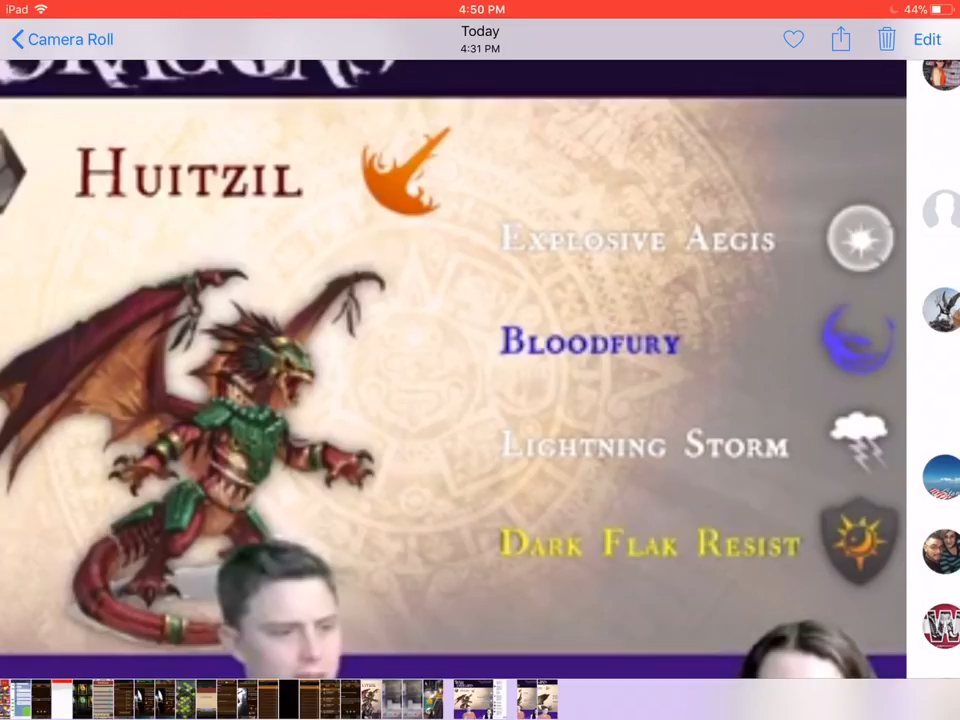 iPad
4:50 PM
44%
Camera Roll
Today
4:31 PM
Edit
DRAGONS
HUITZIL
EXPLOSIVE AEGIS
BLOODFURY
LIGHTNING STORM
DARK FLAK RESIST
W